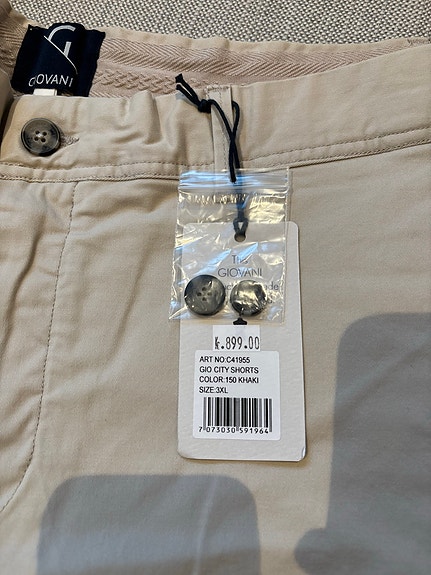 G
GIOVANI
The
GIOVANI
k.899.00
ART NO:C41955
GIO CITY SHORTS
COLOR:150 KHAKI
SIZE:3XL
7 073030 591964